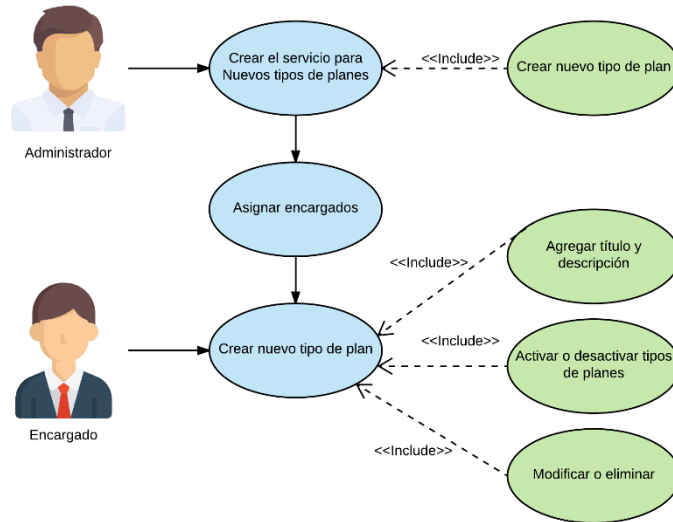 Crear el servicio para
Nuevos tipos de planes
<<Include>>
Crear nuevo tipo de plan
Administrador
Asignar encargados
Agregar título y
descripción
<<Include>>
Crear nuevo tipo de plan
<<Include>>
Activar o desactivar tipos
de planes
Encargado
<<Include>>
Modificar o eliminar